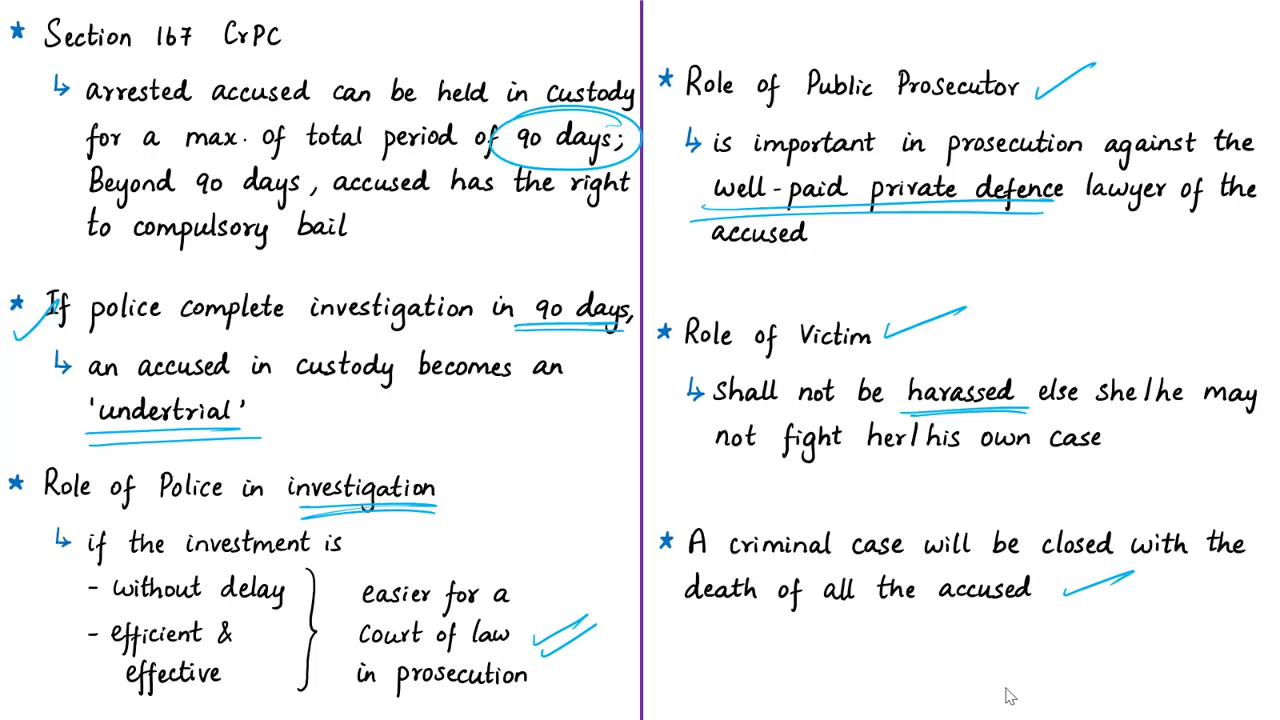 * Section 167 CrPC
↳ arrested accused can be held in custody
for a max. of total period of 90 days;
Beyond 90 days, accused has the right
to compulsory bail
* If police complete investigation in 90 days,
↳ an accused in custody becomes an
'undertrial'
* Role of Police in investigation
↳ if the investment is
- without delay
- efficient &
effective
easier for a
court of law
in prosecution
* Role of Public Prosecutor
↳ is important in prosecution against the
well-paid private defence lawyer of the
accused
* Role of Victim
↳ shall not be harassed else she/he may
not fight her/his own case
* A criminal case will be closed with the
death of all the accused